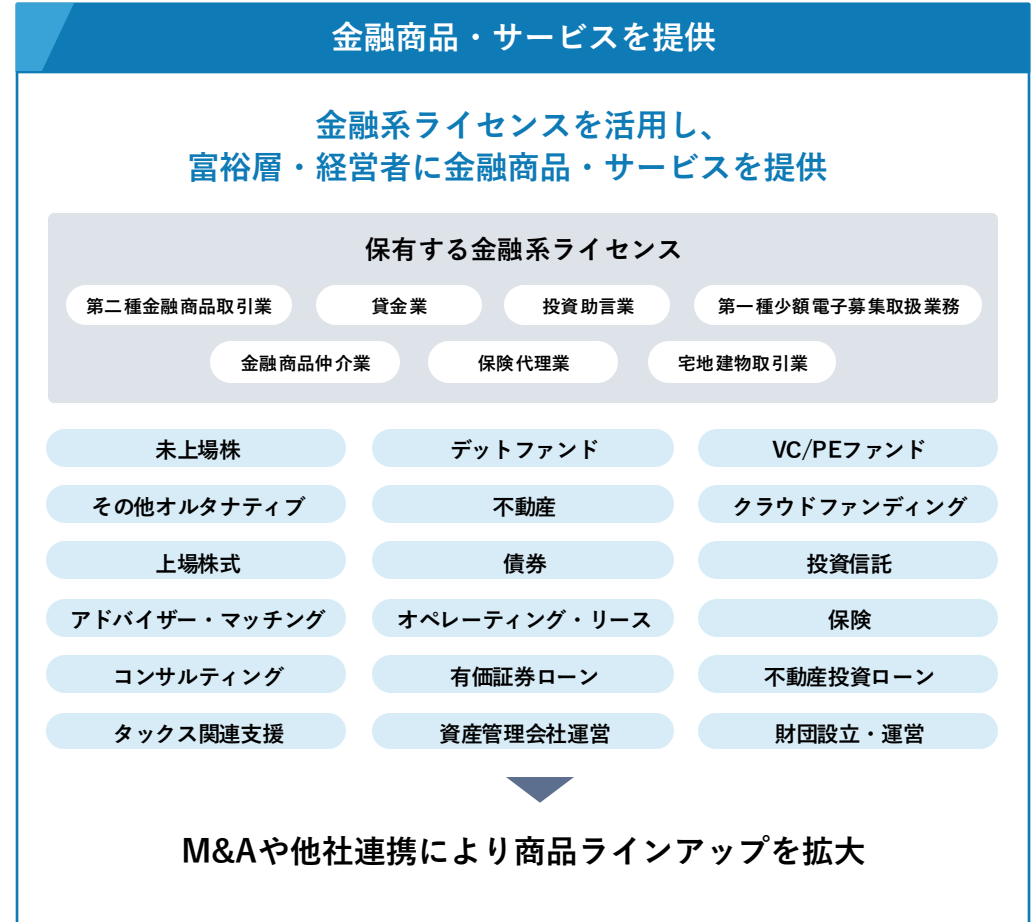 金融商品・サービスを提供
金融系ライセンスを活用し、
富裕層・経営者に金融商品・サービスを提供
保有する金融系ライセンス
第二種金融商品取引業 貸金業 投資助言業 第一種少額電子募集取扱業務
金融商品仲介業 保険代理業 宅地建物取引業
未上場株 デットファンド VC/PEファンド
その他オルタナティブ 不動産 クラウドファンディング
上場株式 債券 投資信託
アドバイザー・マッチング オペレーティング・リース 保険
コンサルティング 有価証券ローン 不動産投資ローン
タックス関連支援 資産管理会社運営 財団設立・運営
M&Aや他社連携により商品ラインアップを拡大